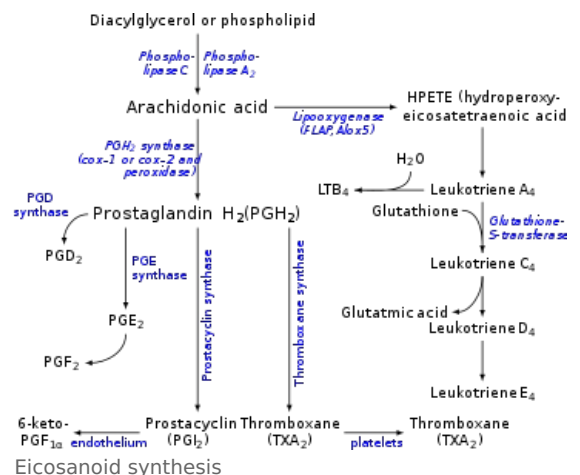 Diacylglycerol or phospholipid
Phospho-
lipase C
Phospho-
lipase A₂
Arachidonic acid
Lipooxygenase
(FLAP, Alox5)
HPETE (hydroperoxy-
eicosatetraenoic acid
PGH₂ synthase
(cox-1 or cox-2 and
peroxidase)
H₂O
LTB₄
Leukotriene A₄
Glutathione
Glutathione-
S-transferase
PGD
synthase
Prostaglandin H₂(PGH₂)
PGD₂
PGE
synthase
Prostacyclin synthase
Thromboxane synthase
Leukotriene C₄
PGE₂
Glutatmic acid
Leukotriene D₄
PGF₂
Leukotriene E₄
6-keto-
PGF₁α
endothelium
Prostacyclin
(PGI₂)
Thromboxane
(TXA₂)
platelets
Thromboxane
(TXA₂)
Eicosanoid synthesis